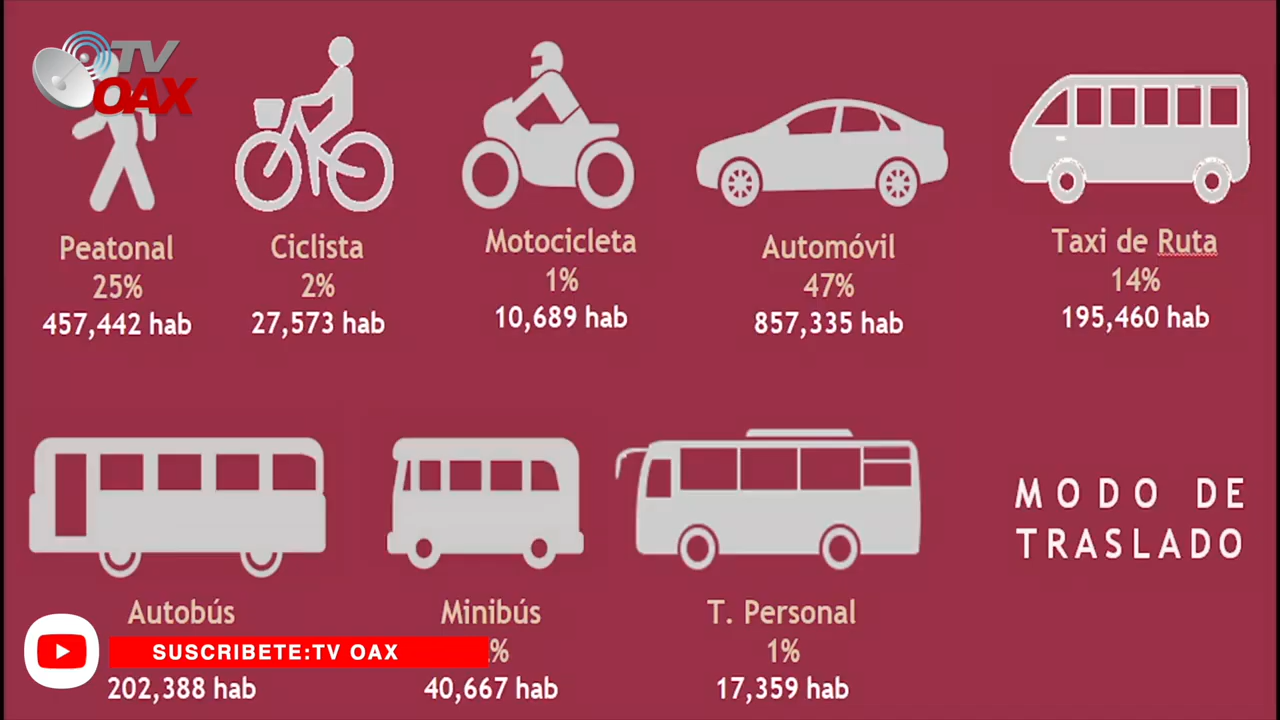 TV
OAX
Peatonal
25%
457,442 hab
Ciclista
2%
27,573 hab
Motocicleta
1%
10,689 hab
Automóvil
47%
857,335 hab
Taxi de Ruta
14%
195,460 hab
Autobús
202,388 hab
Minibús
%
40,667 hab
T. Personal
1%
17,359 hab
MODO DE
TRASLADO
SUSCRIBETE:TV OAX